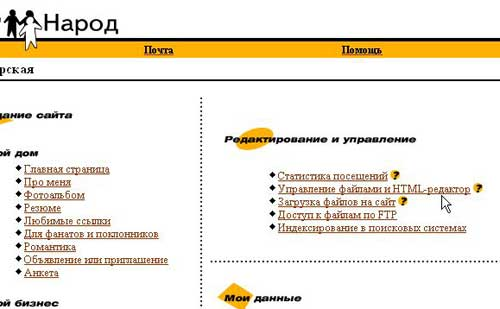 Народ
Почта Помощь
рская
дание сайта
ой дом
Главная страница
Про меня
Фотоальбом
Резюме
Любимые ссылки
Для фанатов и поклонников
Романтика
Объявление или приглашение
Анкета
ой бизнес
Редактирование и управление
Статистика посещений ?
Управление файлами и HTML-редактор ?
Загрузка файлов на сайт ?
Доступ к файлам по FTP
Индексирование в поисковых системах
Мои данные